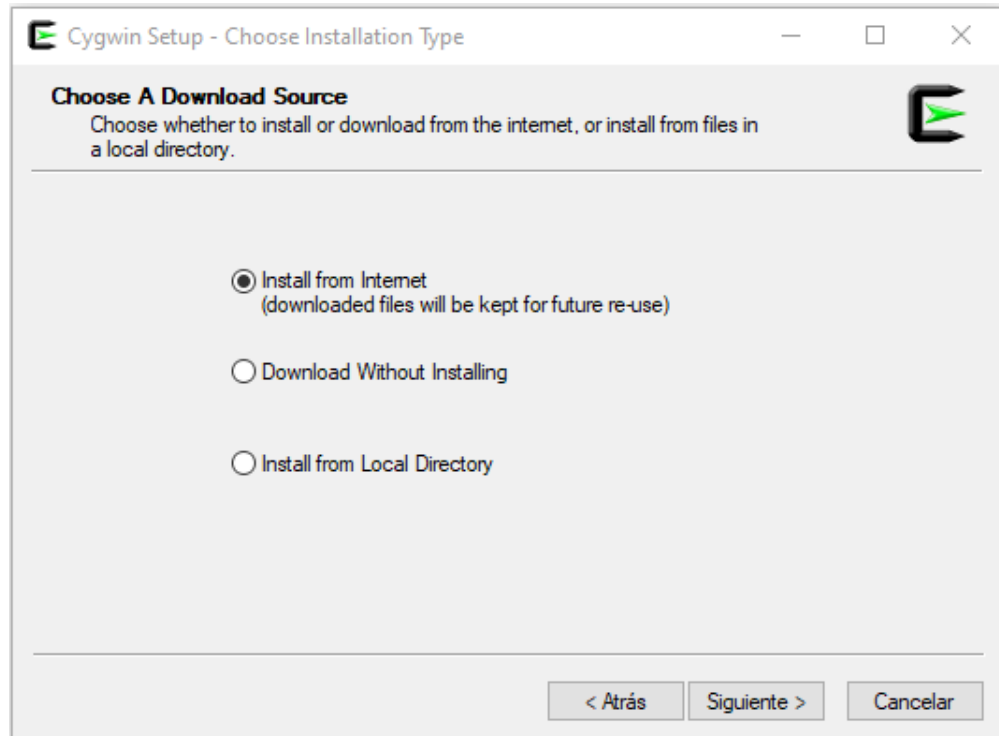 Cygwin Setup - Choose Installation Type
Choose A Download Source
Choose whether to install or download from the internet, or install from files in
a local directory.
Install from Internet
(downloaded files will be kept for future re-use)
Download Without Installing
Install from Local Directory
< Atrás
Siguiente >
Cancelar